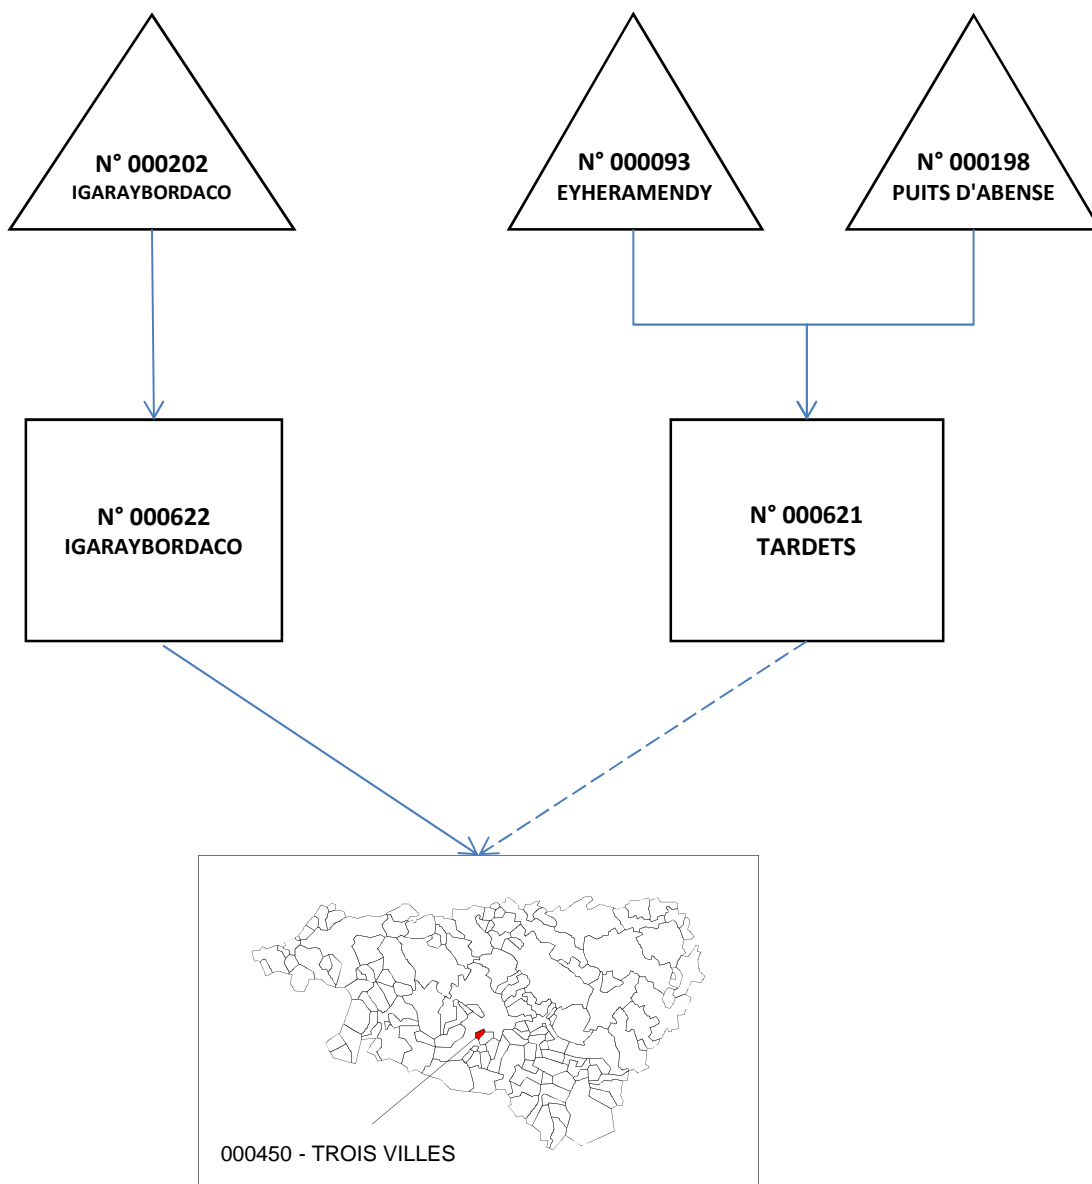 N° 000202
IGARAYBORDACO
N° 000093
EYHERAMENDY
N° 000198
PUITS D'ABENSE
N° 000622
IGARAYBORDACO
N° 000621
TARDETS
000450 - TROIS VILLES